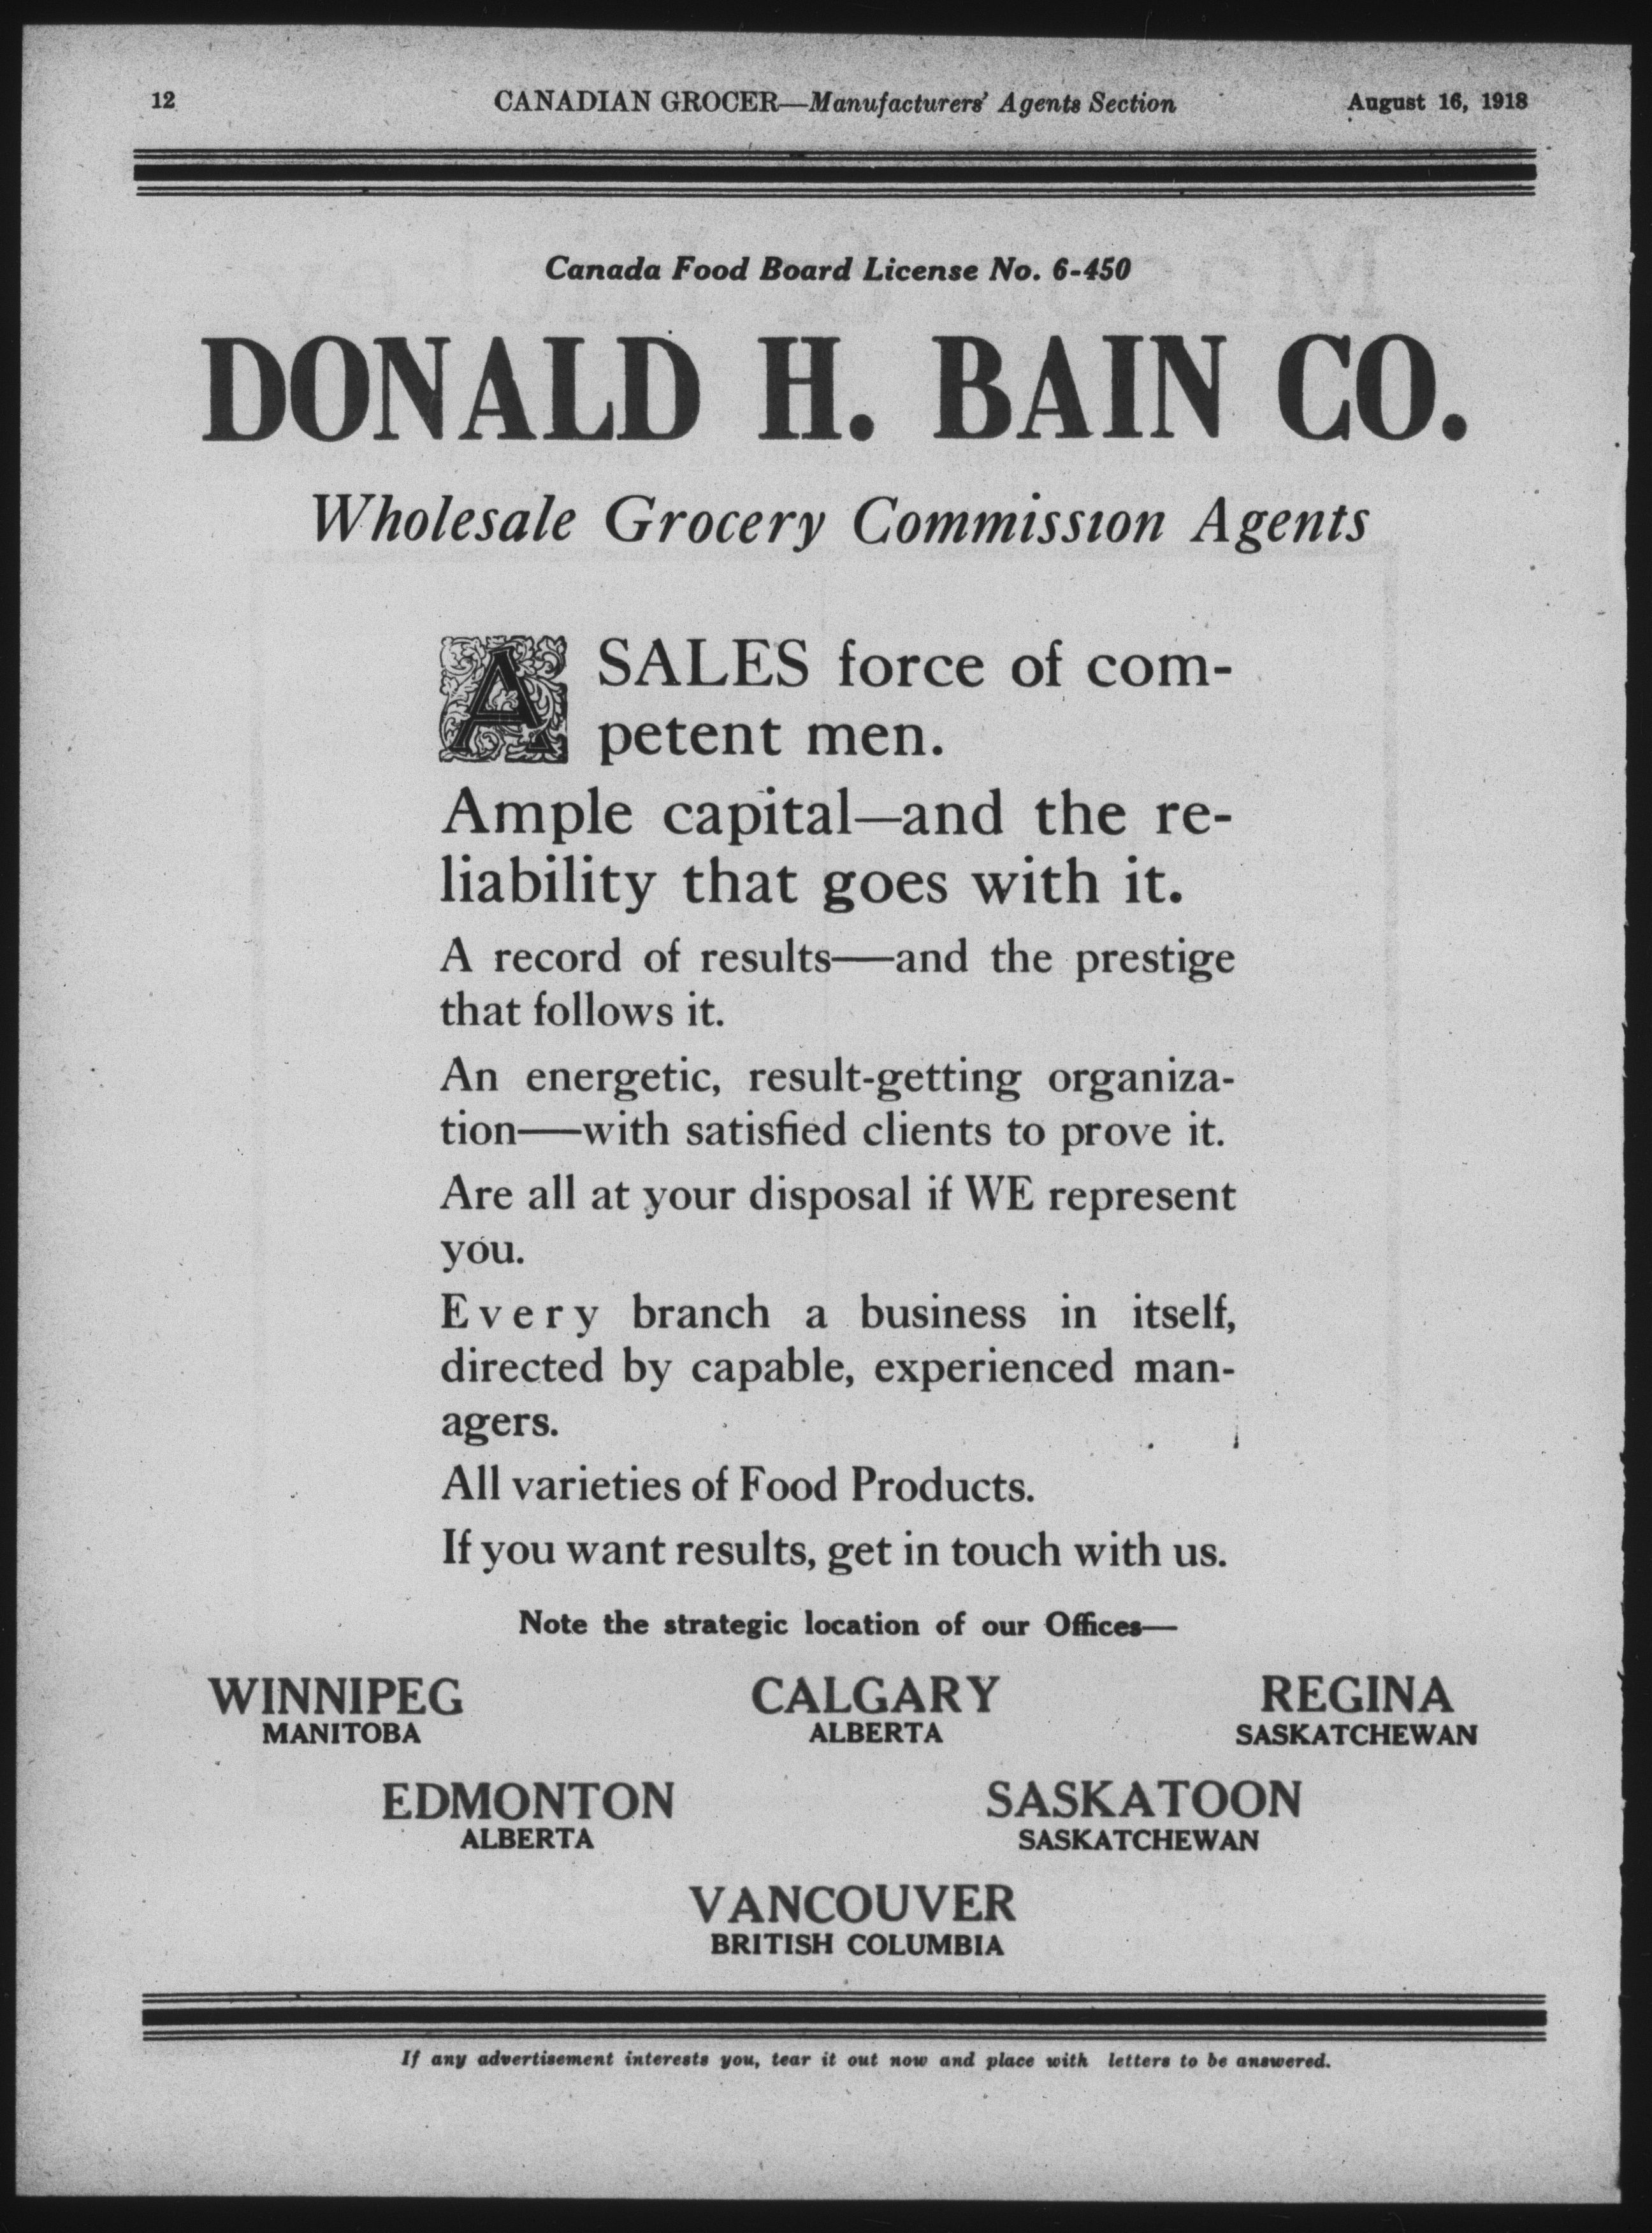 12 CANADIAN GROCER—Manufacturers' Agents Section August 16, 1918
Canada Food Board License No. 6-450
DONALD H. BAIN CO.
Wholesale Grocery Commission Agents
A SALES force of com-
petent men.
Ample capital—and the re-
liability that goes with it.
A record of results—and the prestige
that follows it.
An energetic, result-getting organiza-
tion—with satisfied clients to prove it.
Are all at your disposal if WE represent
you.
Every branch a business in itself,
directed by capable, experienced man-
agers.
All varieties of Food Products.
If you want results, get in touch with us.
Note the strategic location of our Offices—
WINNIPEG CALGARY REGINA
MANITOBA ALBERTA SASKATCHEWAN
EDMONTON SASKATOON
ALBERTA SASKATCHEWAN
VANCOUVER
BRITISH COLUMBIA
If any advertisement interests you, tear it out now and place with letters to be answered.